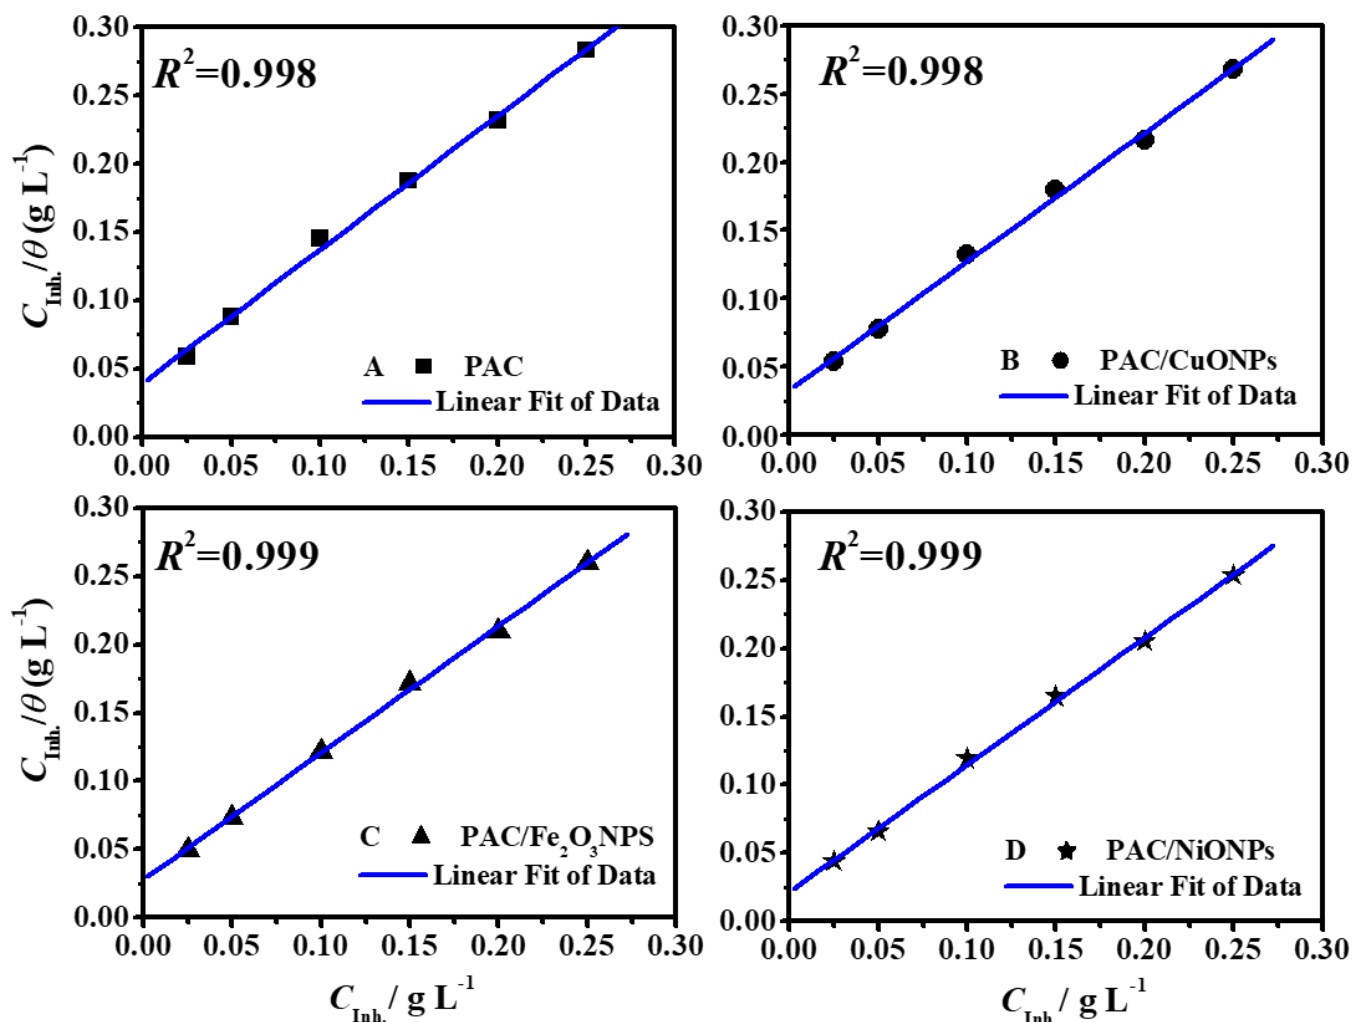 0.30
0.25
0.20
0.15
0.10
0.05
0.00
C_Inh./θ (g L⁻¹)
R²=0.998
A ■ PAC
Linear Fit of Data
0.00 0.05 0.10 0.15 0.20 0.25 0.30
0.30
0.25
0.20
0.15
0.10
0.05
0.00
R²=0.998
B ● PAC/CuONPs
Linear Fit of Data
0.00 0.05 0.10 0.15 0.20 0.25 0.30
0.30
0.25
0.20
0.15
0.10
0.05
0.00
C_Inh./θ (g L⁻¹)
R²=0.999
C ▲ PAC/Fe₂O₃NPS
Linear Fit of Data
0.00 0.05 0.10 0.15 0.20 0.25 0.30
C_Inh. / g L⁻¹
0.30
0.25
0.20
0.15
0.10
0.05
0.00
R²=0.999
D ★ PAC/NiONPs
Linear Fit of Data
0.00 0.05 0.10 0.15 0.20 0.25 0.30
C_Inh / g L⁻¹